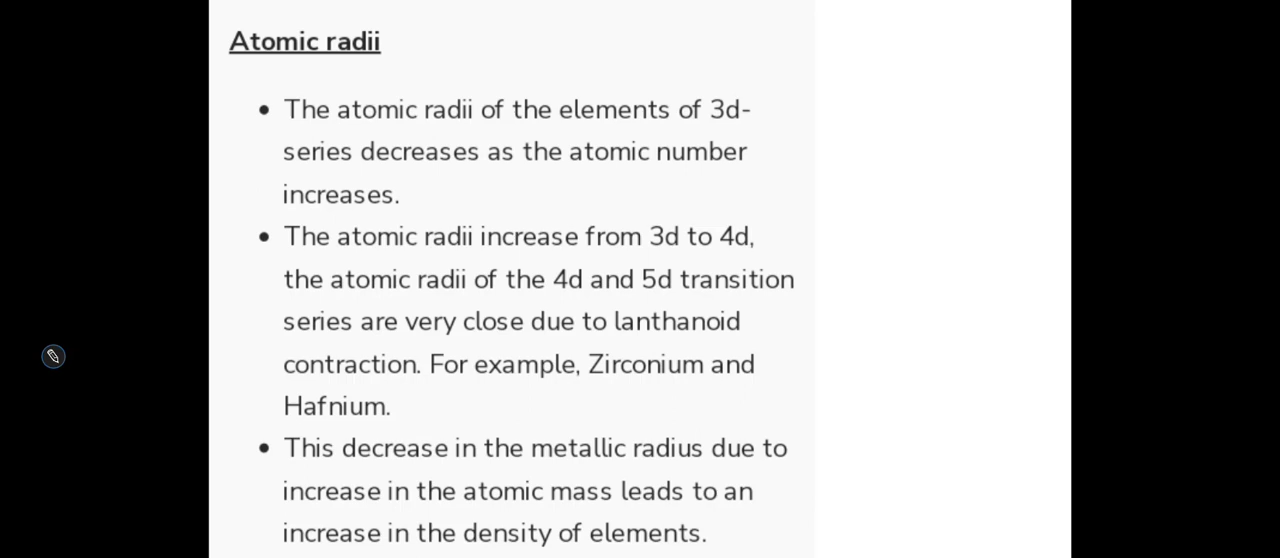 Atomic radii
• The atomic radii of the elements of 3d-
series decreases as the atomic number
increases.
• The atomic radii increase from 3d to 4d,
the atomic radii of the 4d and 5d transition
series are very close due to lanthanoid
contraction. For example, Zirconium and
Hafnium.
• This decrease in the metallic radius due to
increase in the atomic mass leads to an
increase in the density of elements.